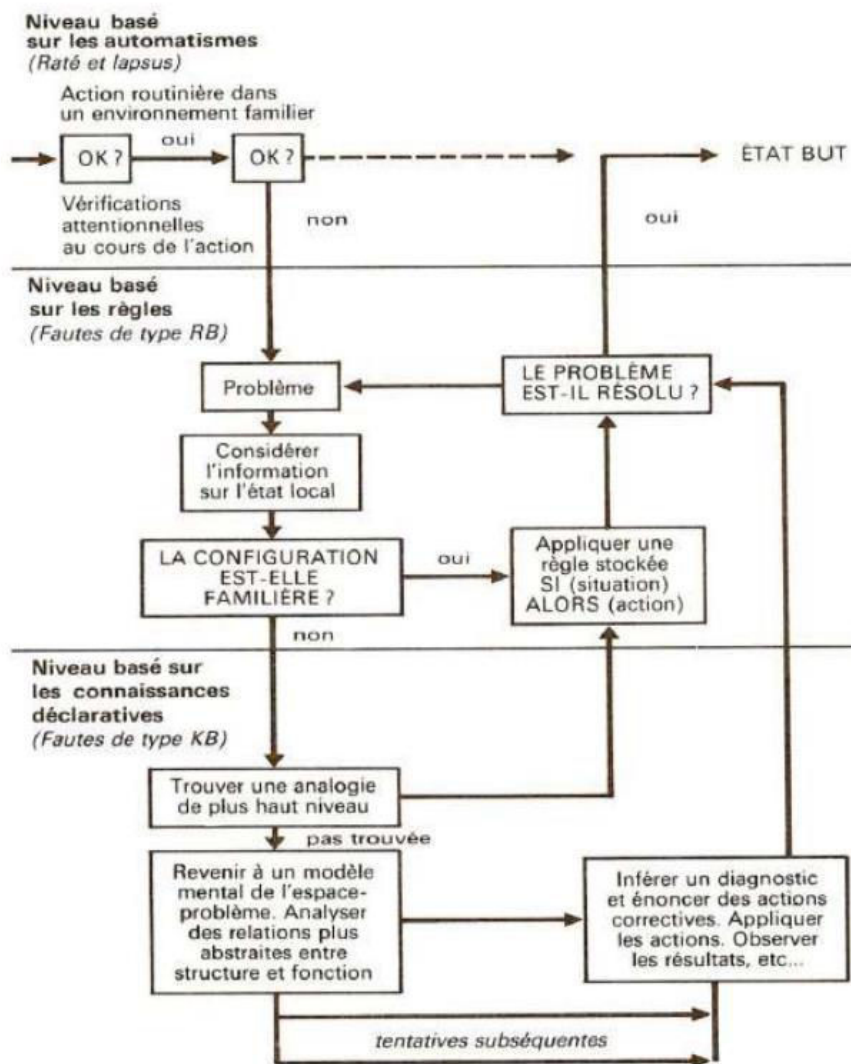 Niveau basé
sur les automatismes
(Raté et lapsus)
Action routinière dans
un environnement familier
OK ?
oui
OK ?
ÉTAT BUT
Vérifications
attentionnelles
au cours de l'action
non
oui
Niveau basé
sur les règles
(Fautes de type RB)
Problème
LE PROBLÈME
EST-IL RÉSOLU ?
Considérer
l'information
sur l'état local
LA CONFIGURATION
EST-ELLE
FAMILIÈRE ?
oui
Appliquer une
règle stockée
SI (situation)
ALORS (action)
non
Niveau basé sur
les connaissances
déclaratives
(Fautes de type KB)
Trouver une analogie
de plus haut niveau
pas trouvée
Revenir à un modèle
mental de l'espace-
problème. Analyser
des relations plus
abstraites entre
structure et fonction
Inférer un diagnostic
et énoncer des actions
correctives. Appliquer
les actions. Observer
les résultats, etc...
tentatives subséquentes